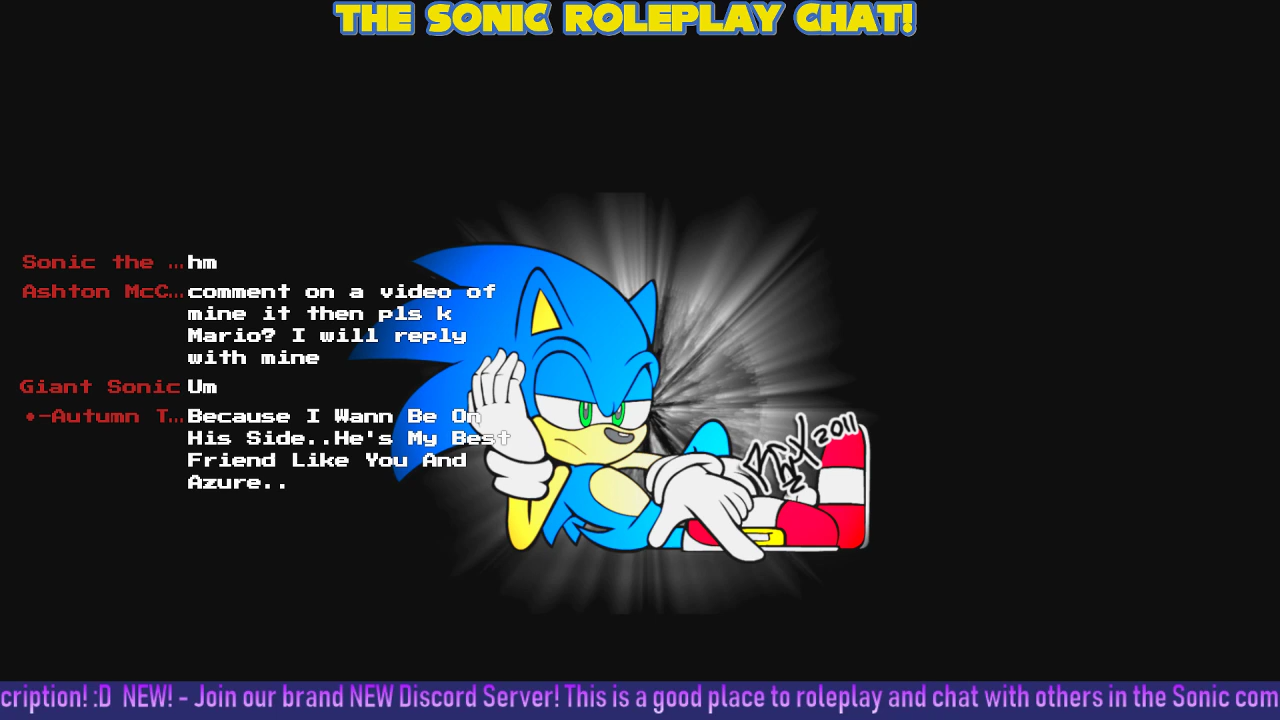 THE SONIC ROLEPLAY CHAT!
Sonic the ...hm
Ashton McC...comment on a video of
mine it then pls k
Mario? I will reply
with mine
Giant Sonic Um
•-Autumn T...Because I Wann Be On
His Side..He's My Best
Friend Like You And
Azure..
2011
cription! :D NEW! - Join our brand NEW Discord Server! This is a good place to roleplay and chat with others in the Sonic com